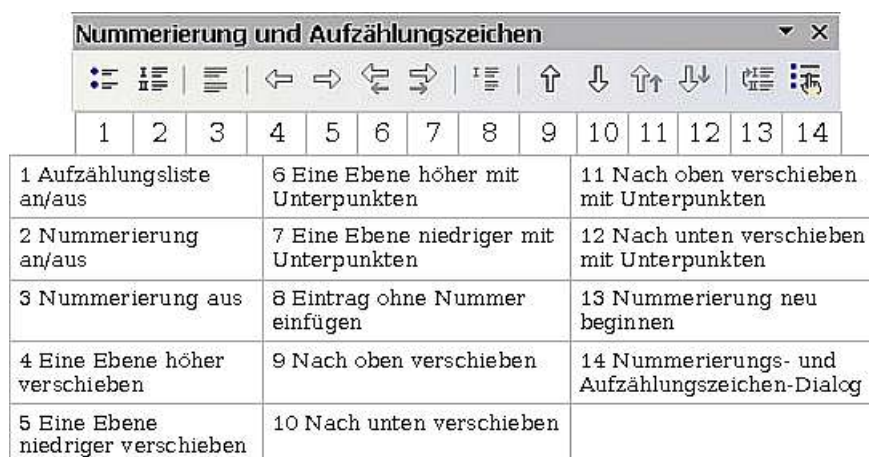 Nummerierung und Aufzählungszeichen
1 2 3 4 5 6 7 8 9 10 11 12 13 14
1 Aufzählungsliste
an/aus
6 Eine Ebene höher mit
Unterpunkten
11 Nach oben verschieben
mit Unterpunkten
2 Nummerierung
an/aus
7 Eine Ebene niedriger mit
Unterpunkten
12 Nach unten verschieben
mit Unterpunkten
3 Nummerierung aus
8 Eintrag ohne Nummer
einfügen
13 Nummerierung neu
beginnen
4 Eine Ebene höher
verschieben
9 Nach oben verschieben
14 Nummerierungs- und
Aufzählungszeichen-Dialog
5 Eine Ebene
niedriger verschieben
10 Nach unten verschieben